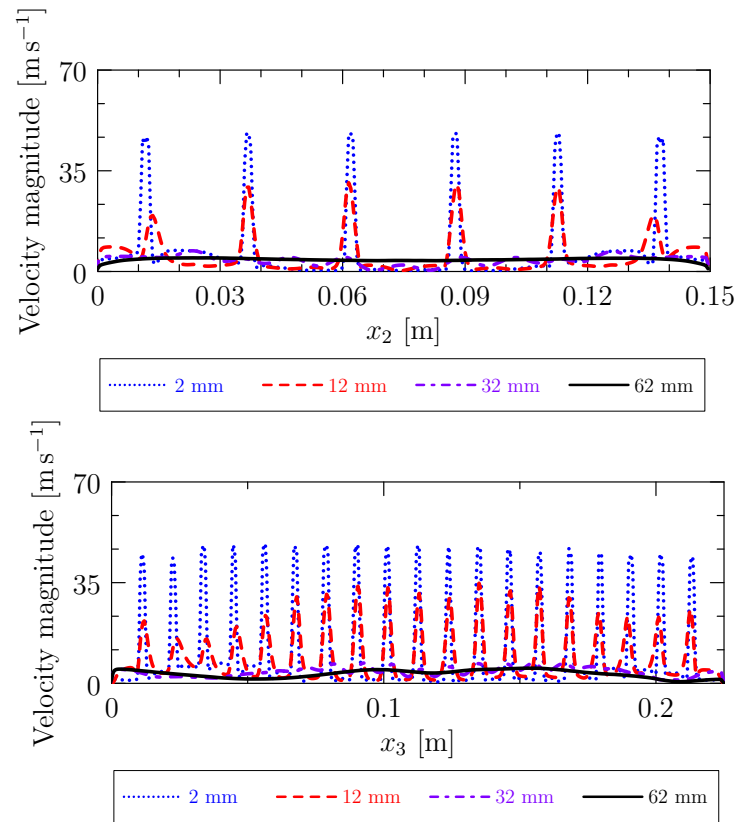 Velocity magnitude [m s⁻¹]
70
35
0
0 0.03 0.06 0.09 0.12 0.15
x₂ [m]
2 mm 12 mm 32 mm 62 mm
Velocity magnitude [m s⁻¹]
70
35
0
0 0.1 0.2
x₃ [m]
2 mm 12 mm 32 mm 62 mm